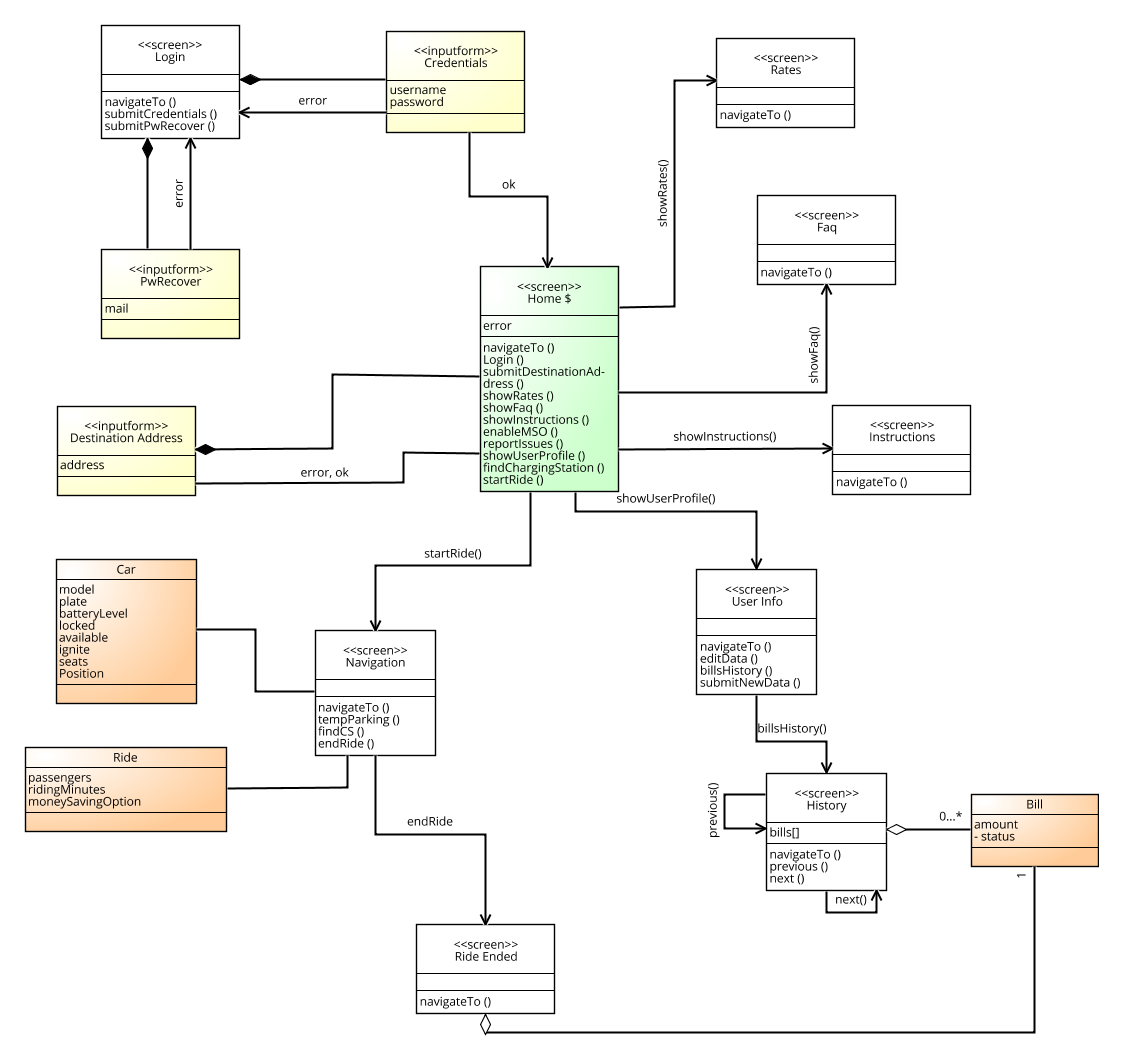 <<screen>>
Login
navigateTo ()
submitCredentials ()
submitPwRecover ()
<<inputform>>
Credentials
username
password
error
error
ok
<<inputform>>
PwRecover
mail
<<screen>>
Rates
navigateTo ()
showRates()
<<screen>>
Faq
navigateTo ()
showFaq()
<<screen>>
Home $
error
navigateTo ()
Login ()
submitDestinationAd-
dress ()
showRates ()
showFaq ()
showInstructions ()
enableMSO ()
reportIssues ()
showUserProfile ()
findChargingStation ()
startRide ()
<<inputform>>
Destination Address
address
error, ok
showInstructions()
<<screen>>
Instructions
navigateTo ()
showUserProfile()
startRide()
Car
model
plate
batteryLevel
locked
available
ignite
seats
Position
<<screen>>
Navigation
navigateTo ()
tempParking ()
findCS ()
endRide ()
<<screen>>
User Info
navigateTo ()
editData ()
billsHistory ()
submitNewData ()
billsHistory()
Ride
passengers
ridingMinutes
moneySavingOption
endRide
previous()
<<screen>>
History
bills[]
navigateTo ()
previous ()
next ()
next()
0...*
Bill
amount
- status
1
<<screen>>
Ride Ended
navigateTo ()